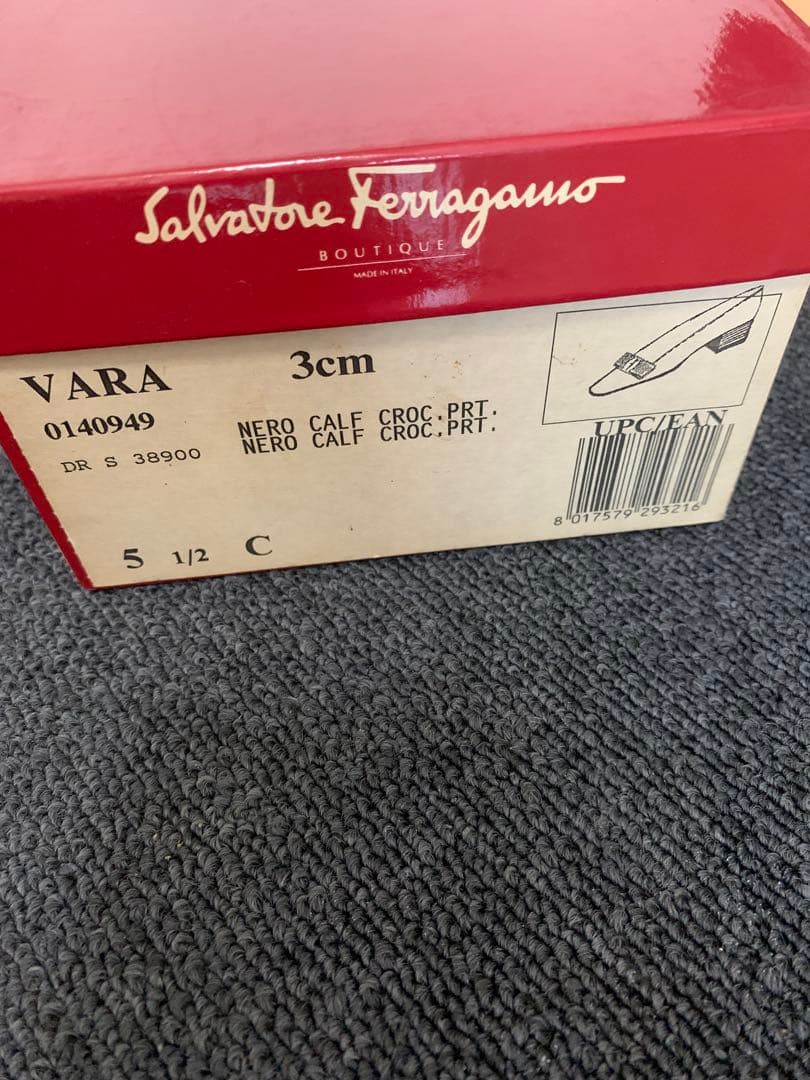 Salvatore Ferragamo
BOUTIQUE
MADE IN ITALY
VARA 3cm
0140949
NERO CALF CROC.PRT.
NERO CALF CROC.PRT.
DR S 38900
UPC/EAN
8 017579 293216
5 1/2 C